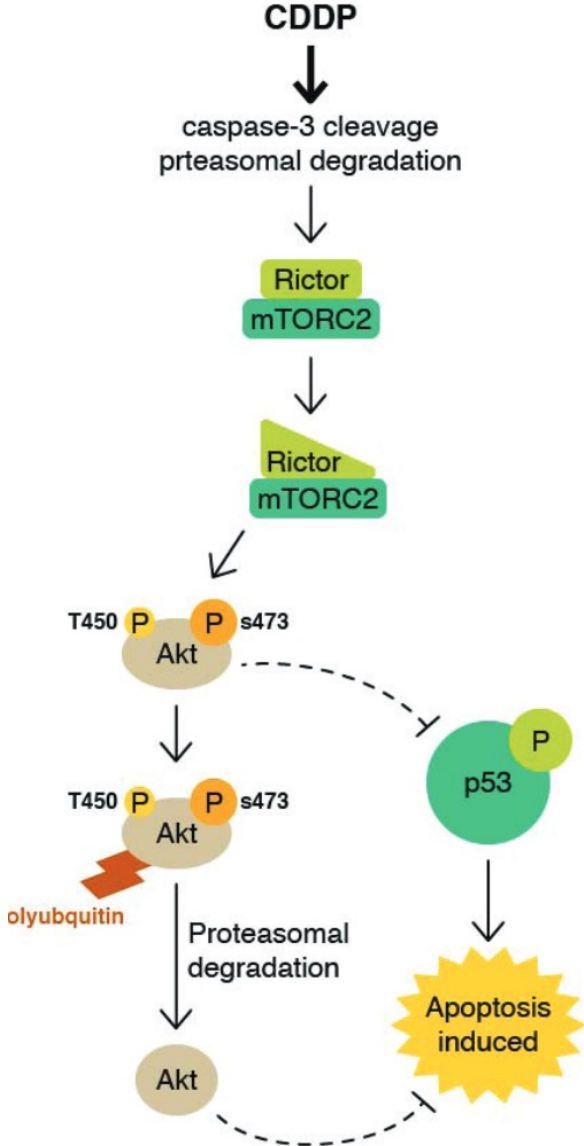 CDDP
caspase-3 cleavage
prteasomal degradation
Rictor
mTORC2
Rictor
mTORC2
T450 P P s473
Akt
T450 P P s473
Akt
olyubquitin
P
p53
Proteasomal
degradation
Apoptosis
induced
Akt